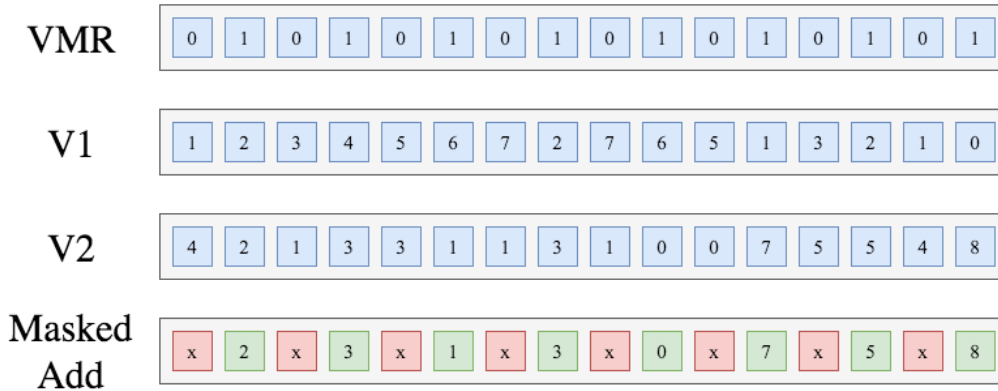 VMR 0 1 0 1 0 1 0 1 0 1 0 1 0 1 0 1
V1 1 2 3 4 5 6 7 2 7 6 5 1 3 2 1 0
V2 4 2 1 3 3 1 1 3 1 0 0 7 5 5 4 8
Masked
Add x 2 x 3 x 1 x 3 x 0 x 7 x 5 x 8